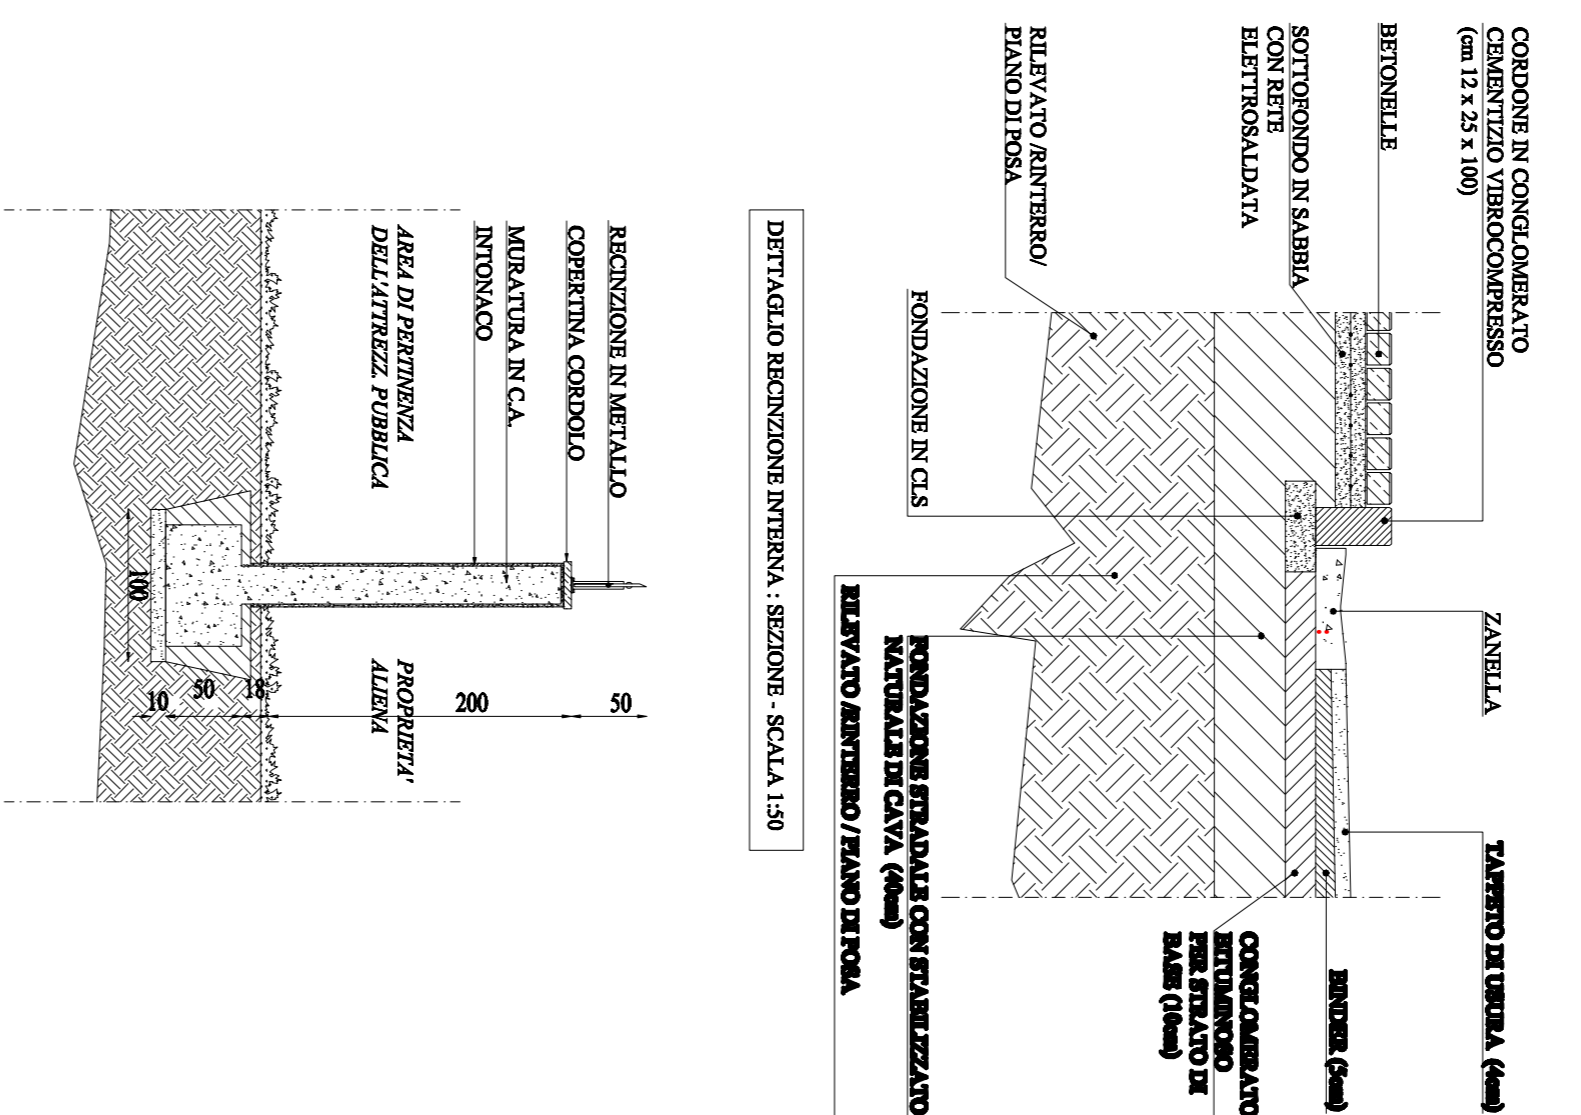 CORDONE IN CONGLOMERATO
CEMENTIZIO VIBROCOMPRESSO
(cm 12 x 25 x 100)
BETONELLE
SOTTOFONDO IN SABBIA
CON RETE
ELETTROSALDATA
RILEVATO /RINTERRO/
PIANO DI POSA
FONDAZIONE IN CLS
ZANELLA
TAPPETO DI USURA (4cm)
BINDER (5cm)
CONGLOMERATO
BITUMINOSO
PER STRATO DI
BASE (10cm)
FONDAZIONE STRADALE CON STABILIZZATO
NATURALE DI CAVA (40cm)
RILEVATO /RINTERRO / PIANO DI POSA
DETTAGLIO RECINZIONE INTERNA : SEZIONE - SCALA 1:50
RECINZIONE IN METALLO
COPERTINA CORDOLO
MURATURA IN C.A.
INTONACO
AREA DI PERTINENZA
DELL'ATTREZZ. PUBBLICA
PROPRIETA'
ALIENA
50
200
18
50
10
100